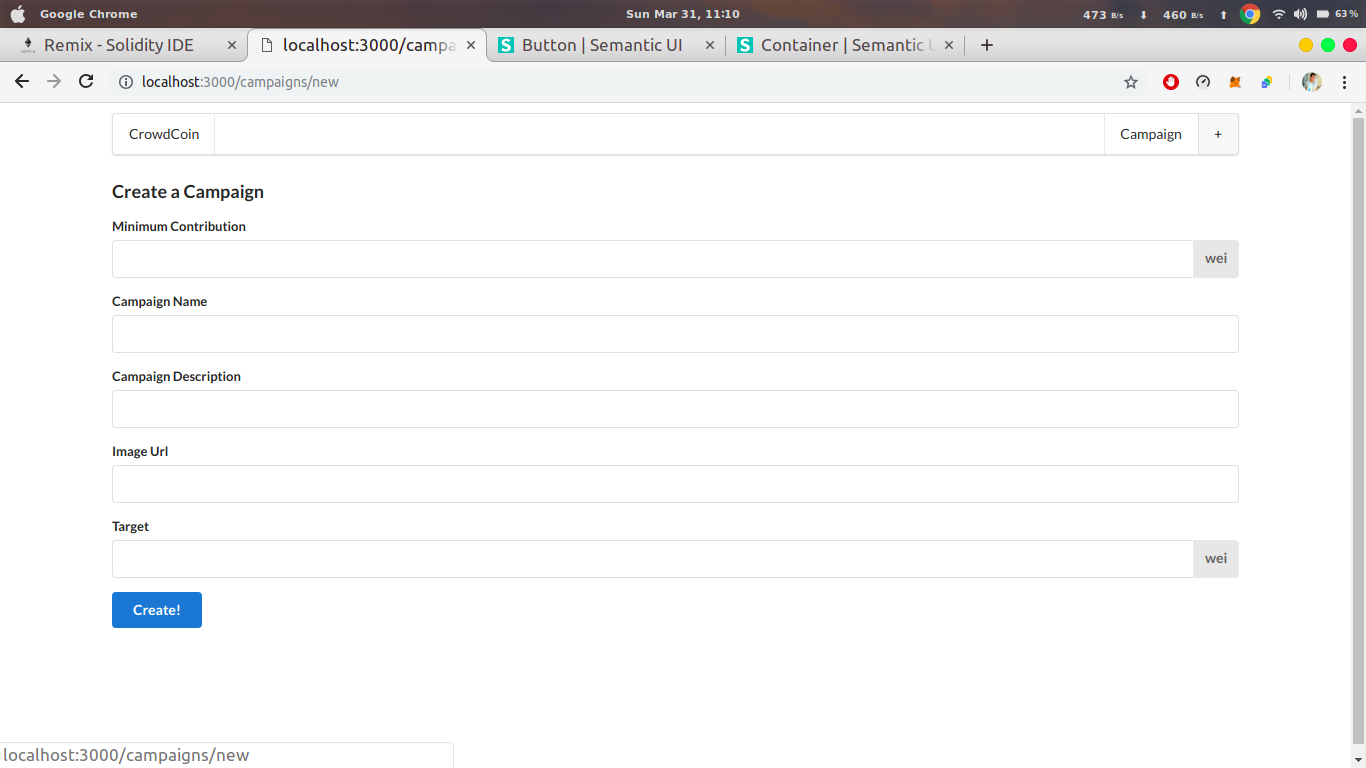 Google Chrome Sun Mar 31, 11:10 473 B/s ⬇ 460 B/s ⬆ 63 %
Remix - Solidity IDE localhost:3000/campa Button | Semantic UI Container | Semantic U
localhost:3000/campaigns/new
CrowdCoin Campaign +
Create a Campaign
Minimum Contribution
wei
Campaign Name
Campaign Description
Image Url
Target
wei
Create!
localhost:3000/campaigns/new